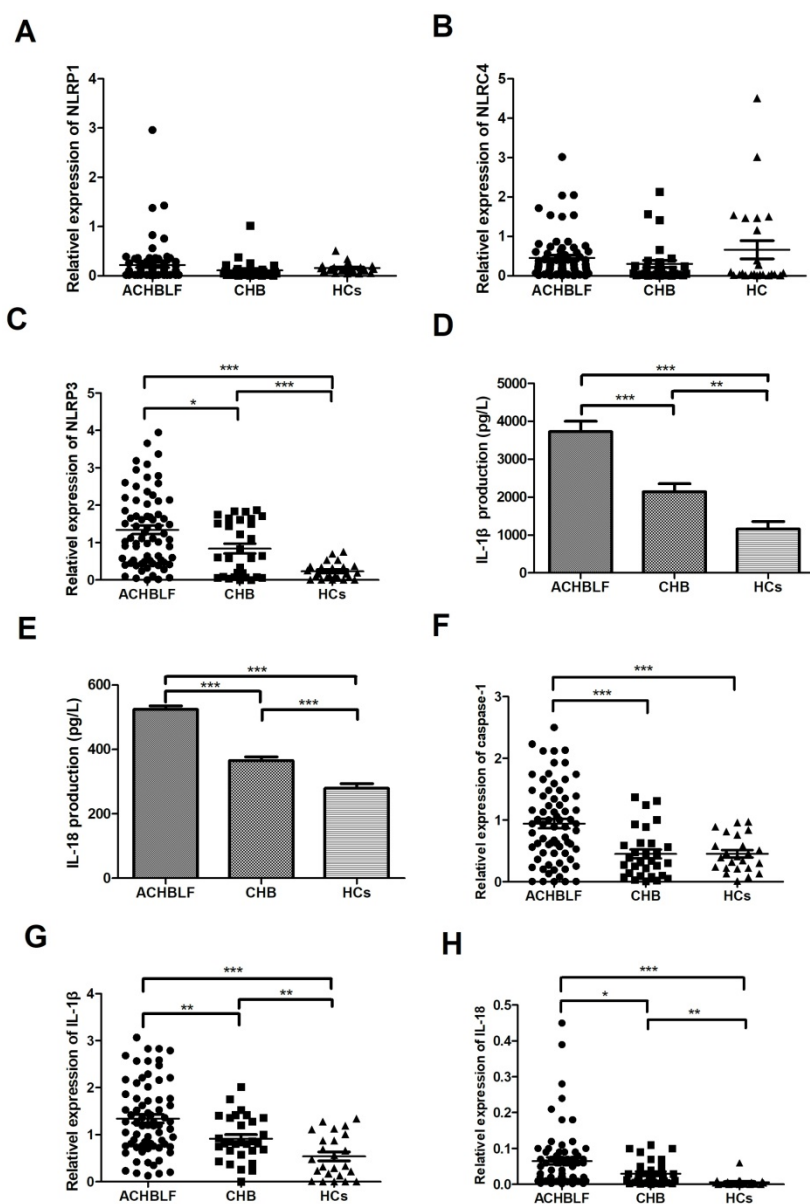 A
Relativel expression of NLRP1
4
3
2
1
0
ACHBLF CHB HCs
B
Relativel expression of NLRC4
5
4
3
2
1
0
ACHBLF CHB HC
C
Relativel expression of NLRP3
5
4
3
2
1
0
***
*
***
ACHBLF CHB HCs
D
IL-1β production (pg/L)
5000
4000
3000
2000
1000
0
***
***
**
ACHBLF CHB HCs
E
IL-18 production (pg/L)
600
400
200
0
***
***
***
ACHBLF CHB HCs
F
Relativel expression of caspase-1
3
2
1
0
***
***
ACHBLF CHB HCs
G
Relativel expression of IL-1β
4
3
2
1
0
***
**
**
ACHBLF CHB HCs
H
Relativel expression of IL-18
0.5
0.4
0.3
0.2
0.1
0.0
***
*
**
ACHBLF CHB HCs